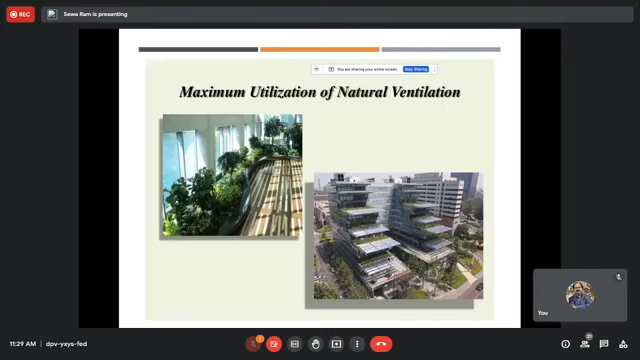 REC
Sewa Ram is presenting
You are sharing your entire screen.
Stop Sharing
Maximum Utilization of Natural Ventilation
You
11:29 AM | dpv-yxys-fed